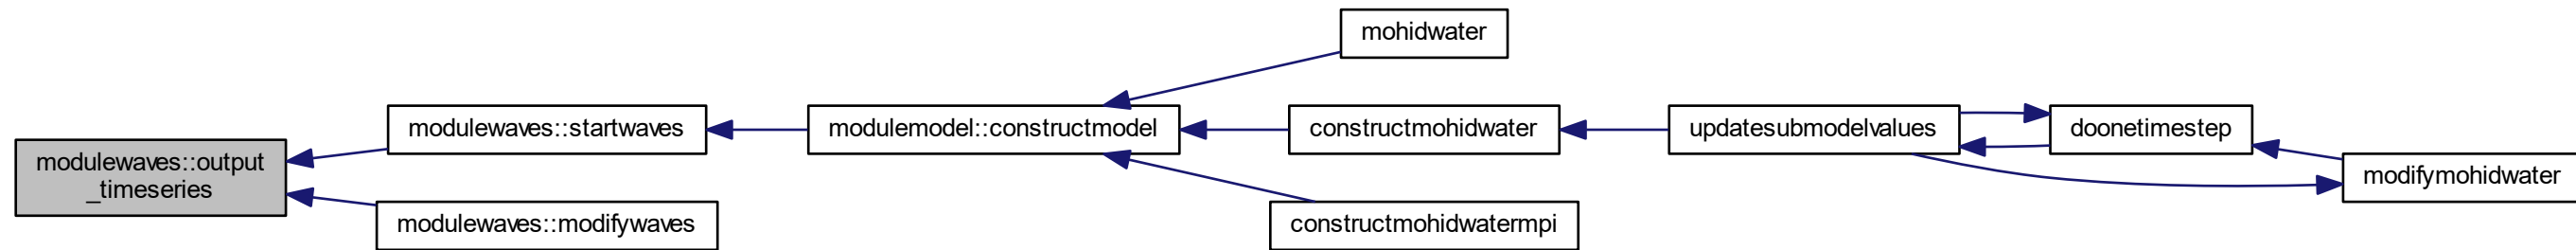 mohidwater
modulewaves::startwaves
modulemodel::constructmodel
constructmohidwater
updatesubmodelvalues
doonetimestep
modulewaves::output
_timeseries
modifymohidwater
modulewaves::modifywaves
constructmohidwatermpi